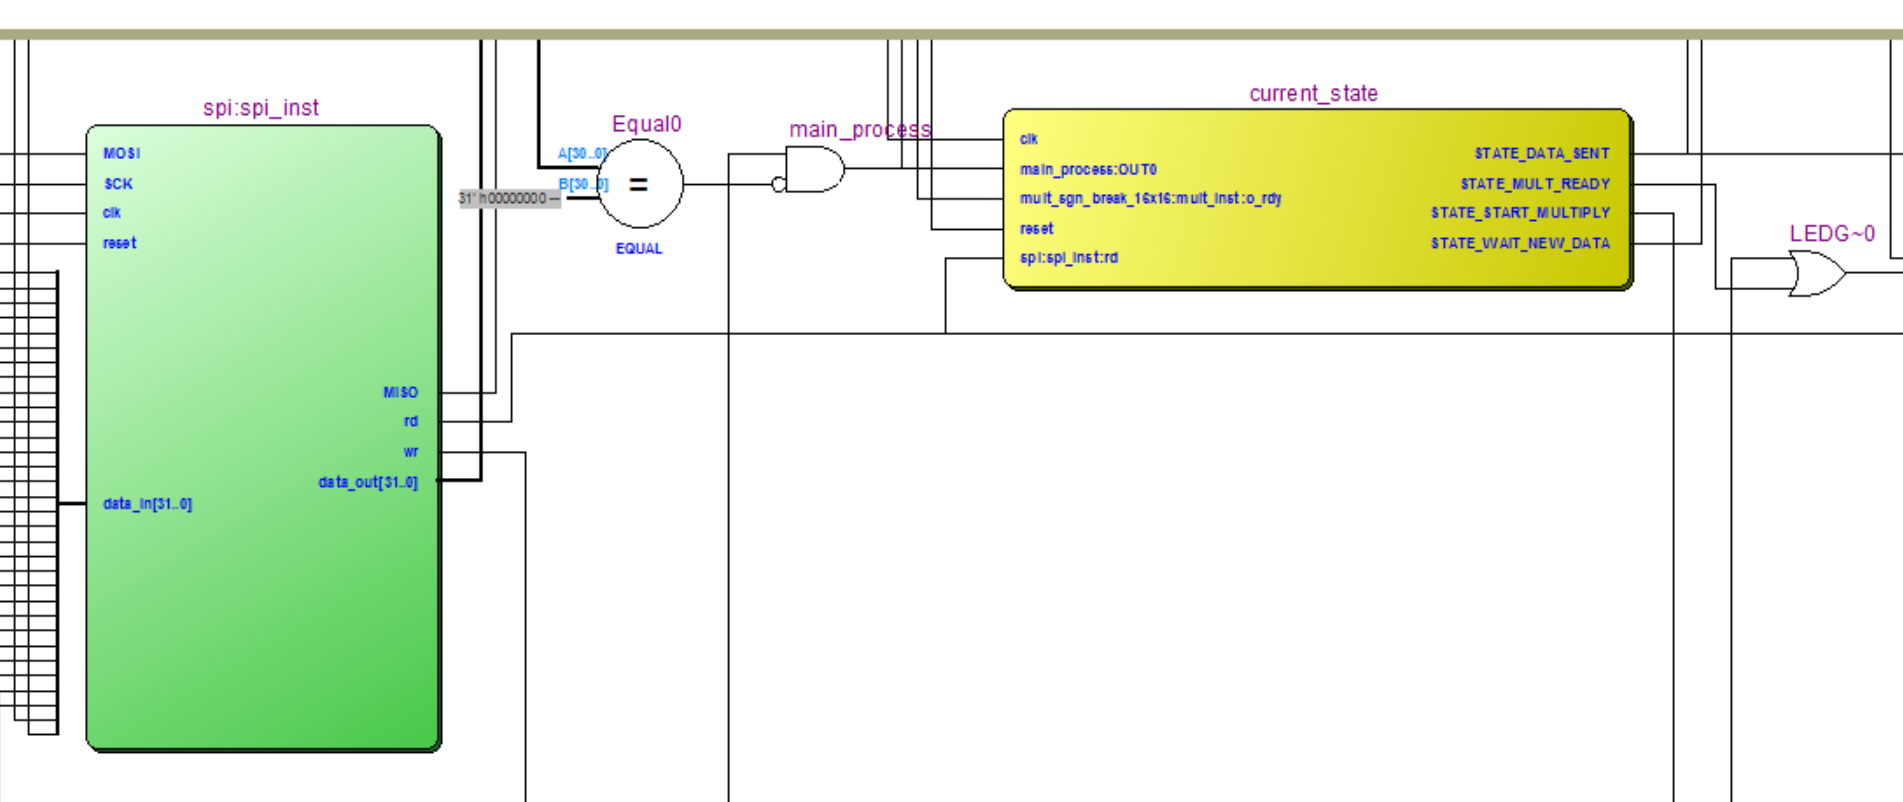 spi:spi_inst
MOSI
SCK
clk
reset
MISO
rd
wr
data_out[31..0]
data_in[31..0]
Equal0
A[30..0]
B[30..0]
31' h00000000 --
=
EQUAL
main_process
current_state
clk
main_process:OUT0
mult_sgn_break_16x16:mult_inst:o_rdy
reset
spi:spi_inst:rd
STATE_DATA_SENT
STATE_MULT_READY
STATE_START_MULTIPLY
STATE_WAIT_NEW_DATA
LEDG~0